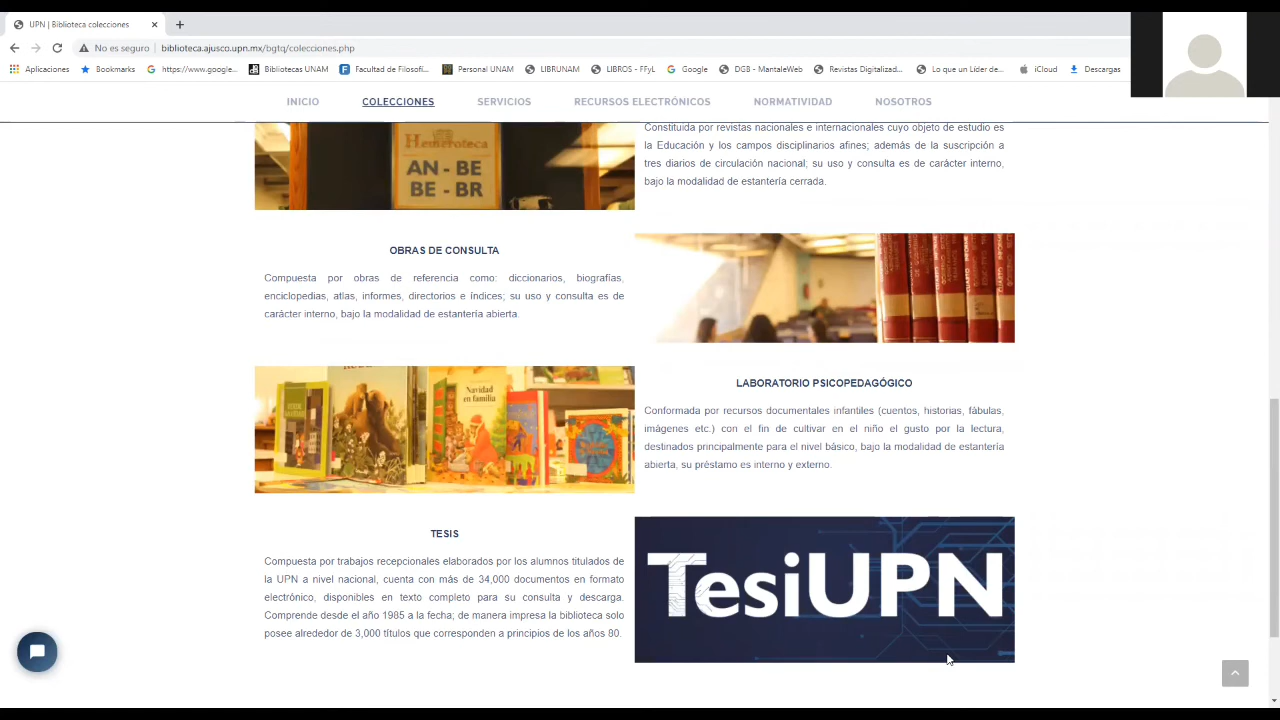 UPN | Biblioteca colecciones
No es seguro | biblioteca.ajusco.upn.mx/bgtq/colecciones.php
Aplicaciones Bookmarks https://www.google... Bibliotecas UNAM Facultad de Filosofí... Personal UNAM LIBRUNAM LIBROS - FFyL Google DGB - MantaleWeb Revistas Digitalizad... Lo que un Líder de... iCloud Descargas
INICIO COLECCIONES SERVICIOS RECURSOS ELECTRÓNICOS NORMATIVIDAD NOSOTROS
Hemeroteca
AN - BE
BE - BR
Constituida por revistas nacionales e internacionales cuyo objeto de estudio es
la Educación y los campos disciplinarios afines; además de la suscripción a
tres diarios de circulación nacional; su uso y consulta es de carácter interno,
bajo la modalidad de estantería cerrada.
OBRAS DE CONSULTA
Compuesta por obras de referencia como: diccionarios, biografías,
enciclopedias, atlas, informes, directorios e índices; su uso y consulta es de
carácter interno, bajo la modalidad de estantería abierta.
Navidad
en familia
LABORATORIO PSICOPEDAGÓGICO
Conformada por recursos documentales infantiles (cuentos, historias, fábulas,
imágenes etc.) con el fin de cultivar en el niño el gusto por la lectura,
destinados principalmente para el nivel básico, bajo la modalidad de estantería
abierta, su préstamo es interno y externo.
TESIS
Compuesta por trabajos recepcionales elaborados por los alumnos titulados de
la UPN a nivel nacional, cuenta con más de 34,000 documentos en formato
electrónico, disponibles en texto completo para su consulta y descarga.
Comprende desde el año 1985 a la fecha; de manera impresa la biblioteca solo
posee alrededor de 3,000 títulos que corresponden a principios de los años 80.
TesiUPN